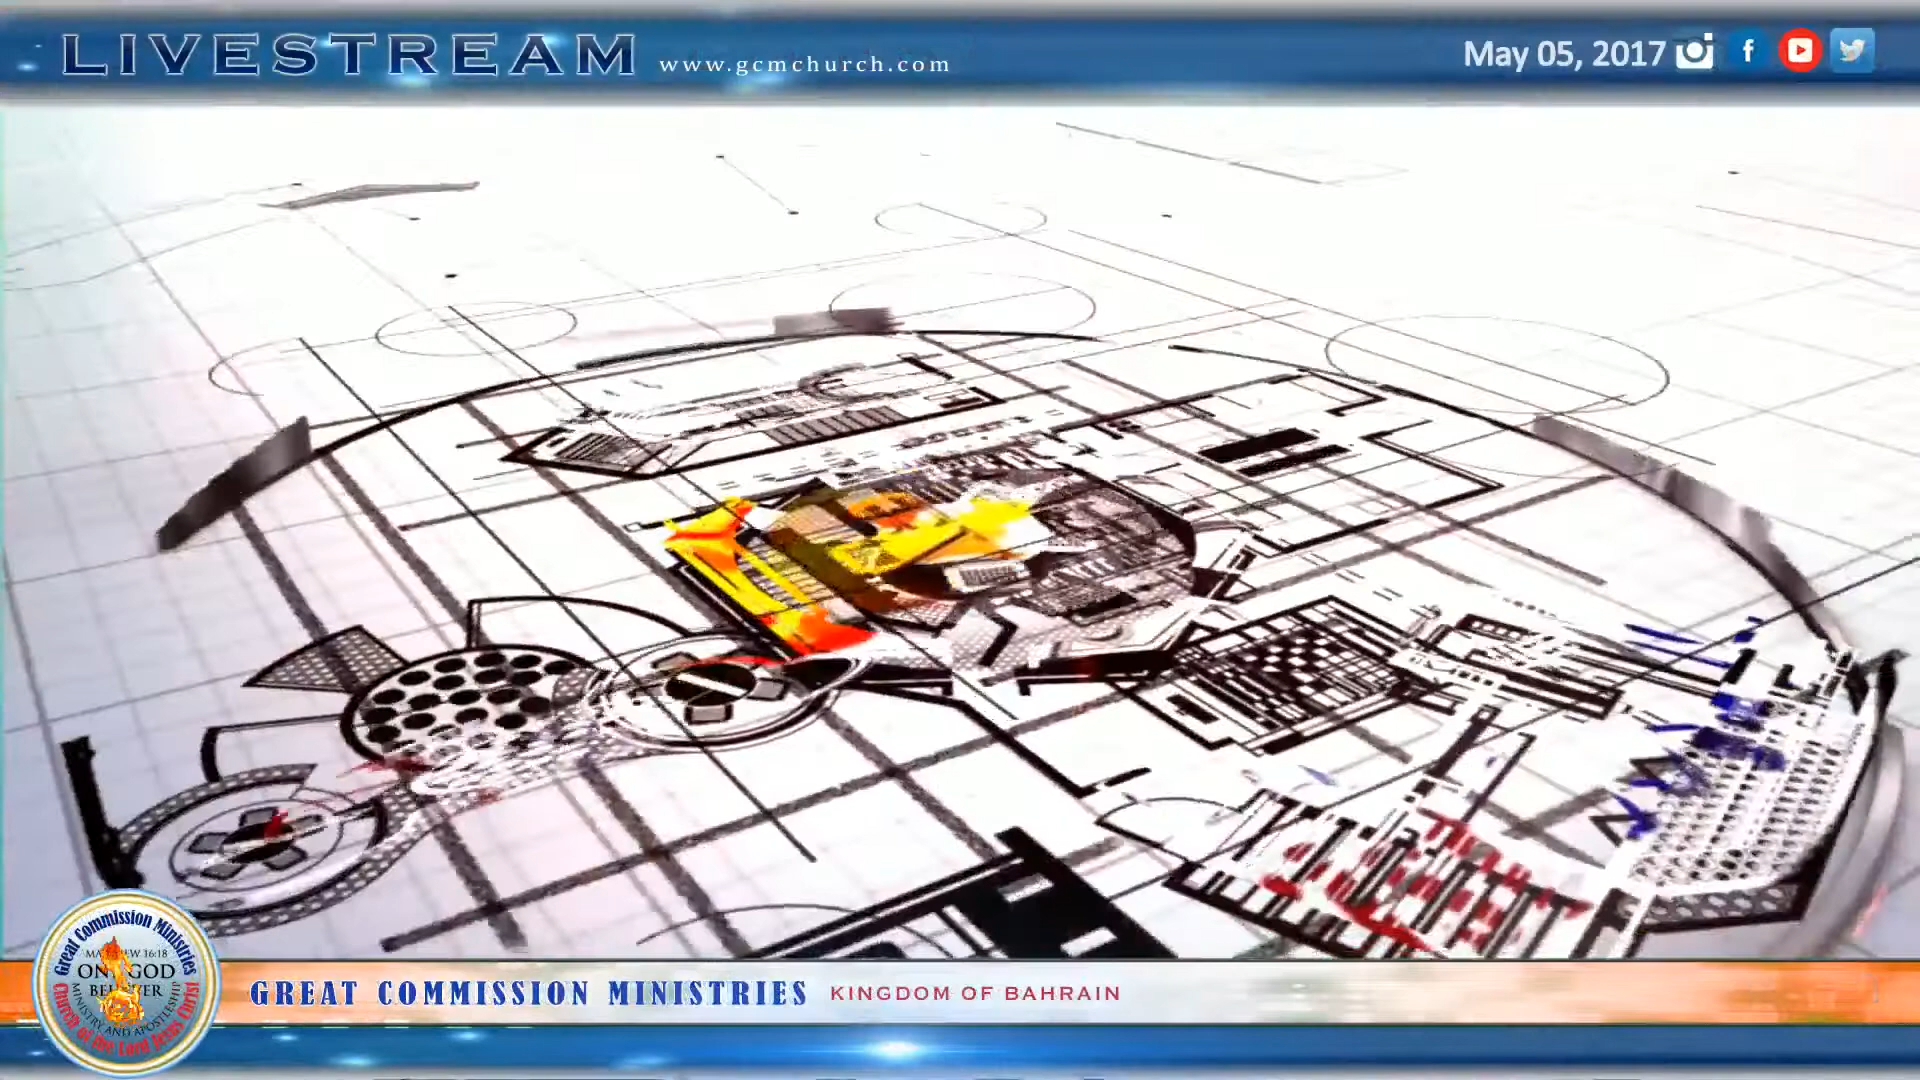 LIVESTREAM www.gcmchurch.com
May 05, 2017
Great Commission Ministries
MATTHEW 16:18
ONE GOD
BELIEVER
MINISTRY AND APOSTLESHIP
Church of the Lord Jesus Christ
GREAT COMMISSION MINISTRIES KINGDOM OF BAHRAIN